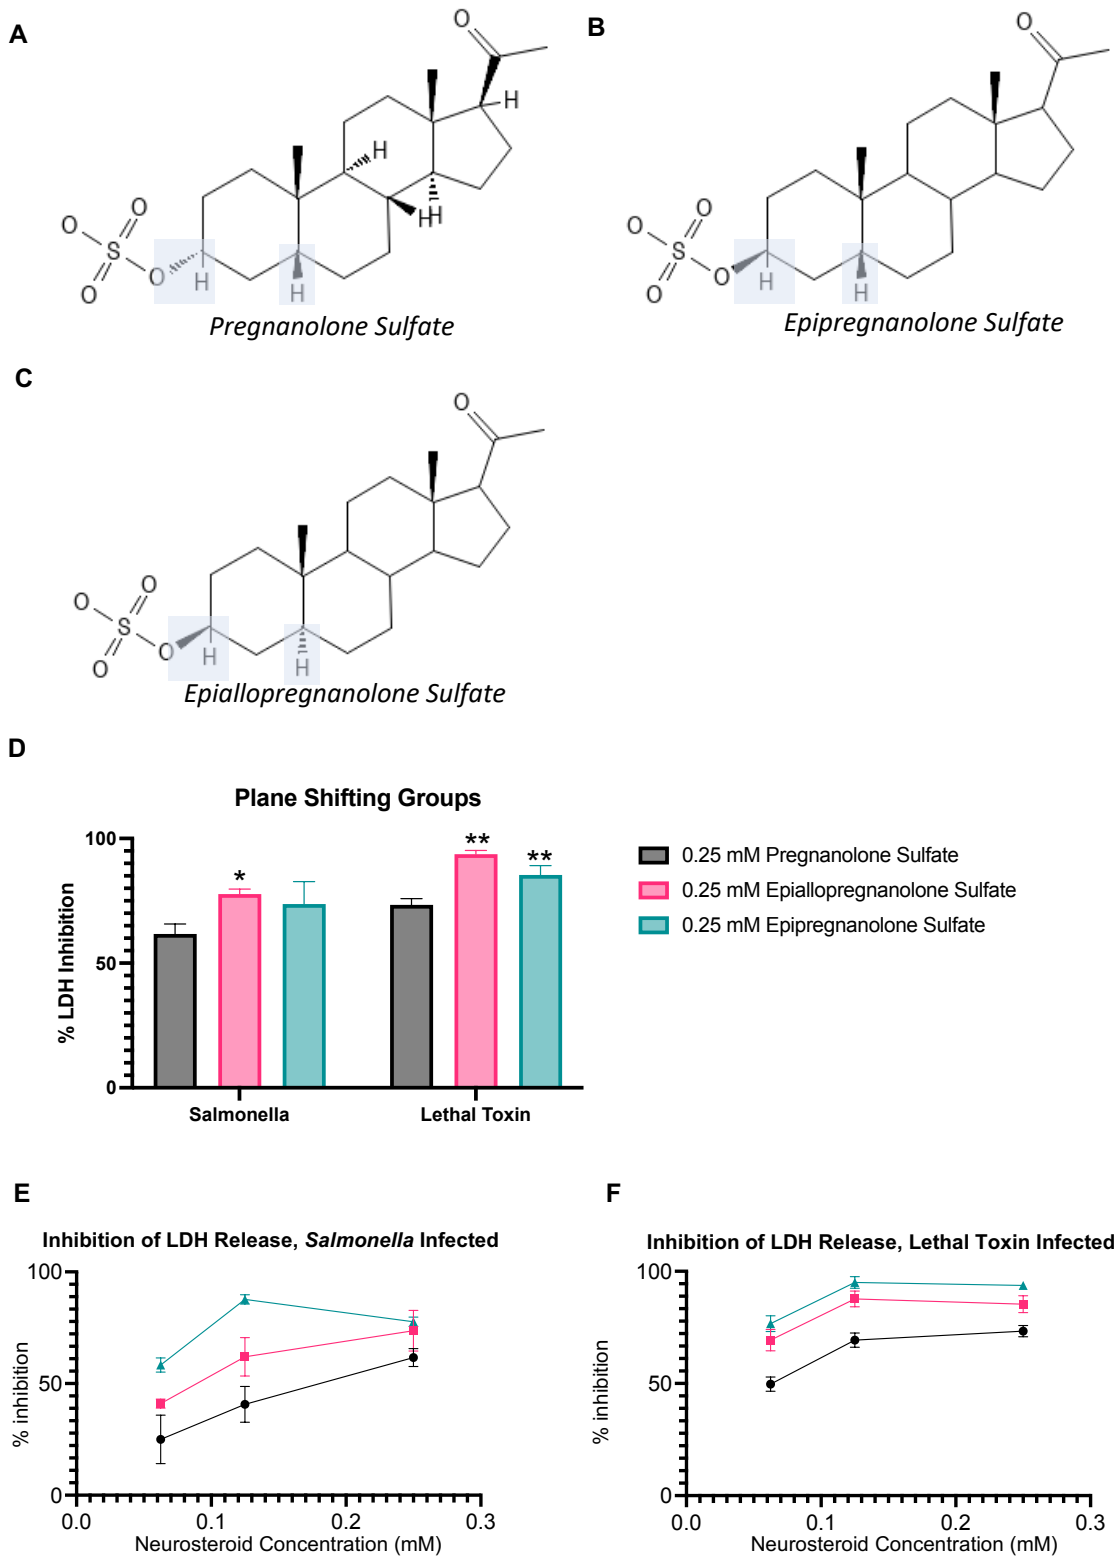 A
O
H
H
H
H
O
O
S
O
O
H
H
Pregnanolone Sulfate
B
O
O
O
S
O
O
H
H
Epipregnanolone Sulfate
C
O
O
O
S
O
O
H
H
Epiallopregnanolone Sulfate
D
Plane Shifting Groups
% LDH Inhibition
100
50
0
*
**
**
Salmonella
Lethal Toxin
0.25 mM Pregnanolone Sulfate
0.25 mM Epiallopregnanolone Sulfate
0.25 mM Epipregnanolone Sulfate
E
Inhibition of LDH Release, Salmonella Infected
% inhibition
100
50
0
0.0 0.1 0.2 0.3
Neurosteroid Concentration (mM)
F
Inhibition of LDH Release, Lethal Toxin Infected
% inhibition
100
50
0
0.0 0.1 0.2 0.3
Neurosteroid Concentration (mM)